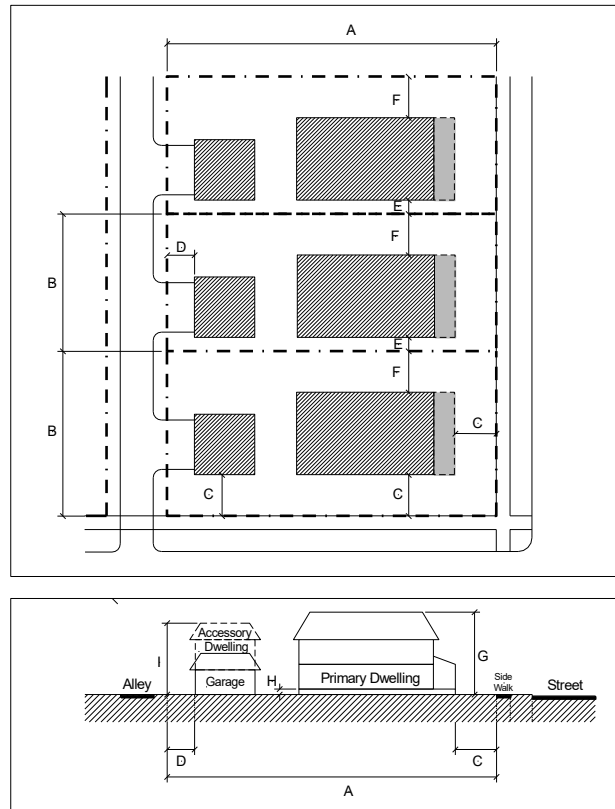 A
F
E
D
F
B
E
F
B
C
C
C
Accessory
Dwelling
I
G
Alley
Garage
H
Primary Dwelling
Side
Walk
Street
D
C
A